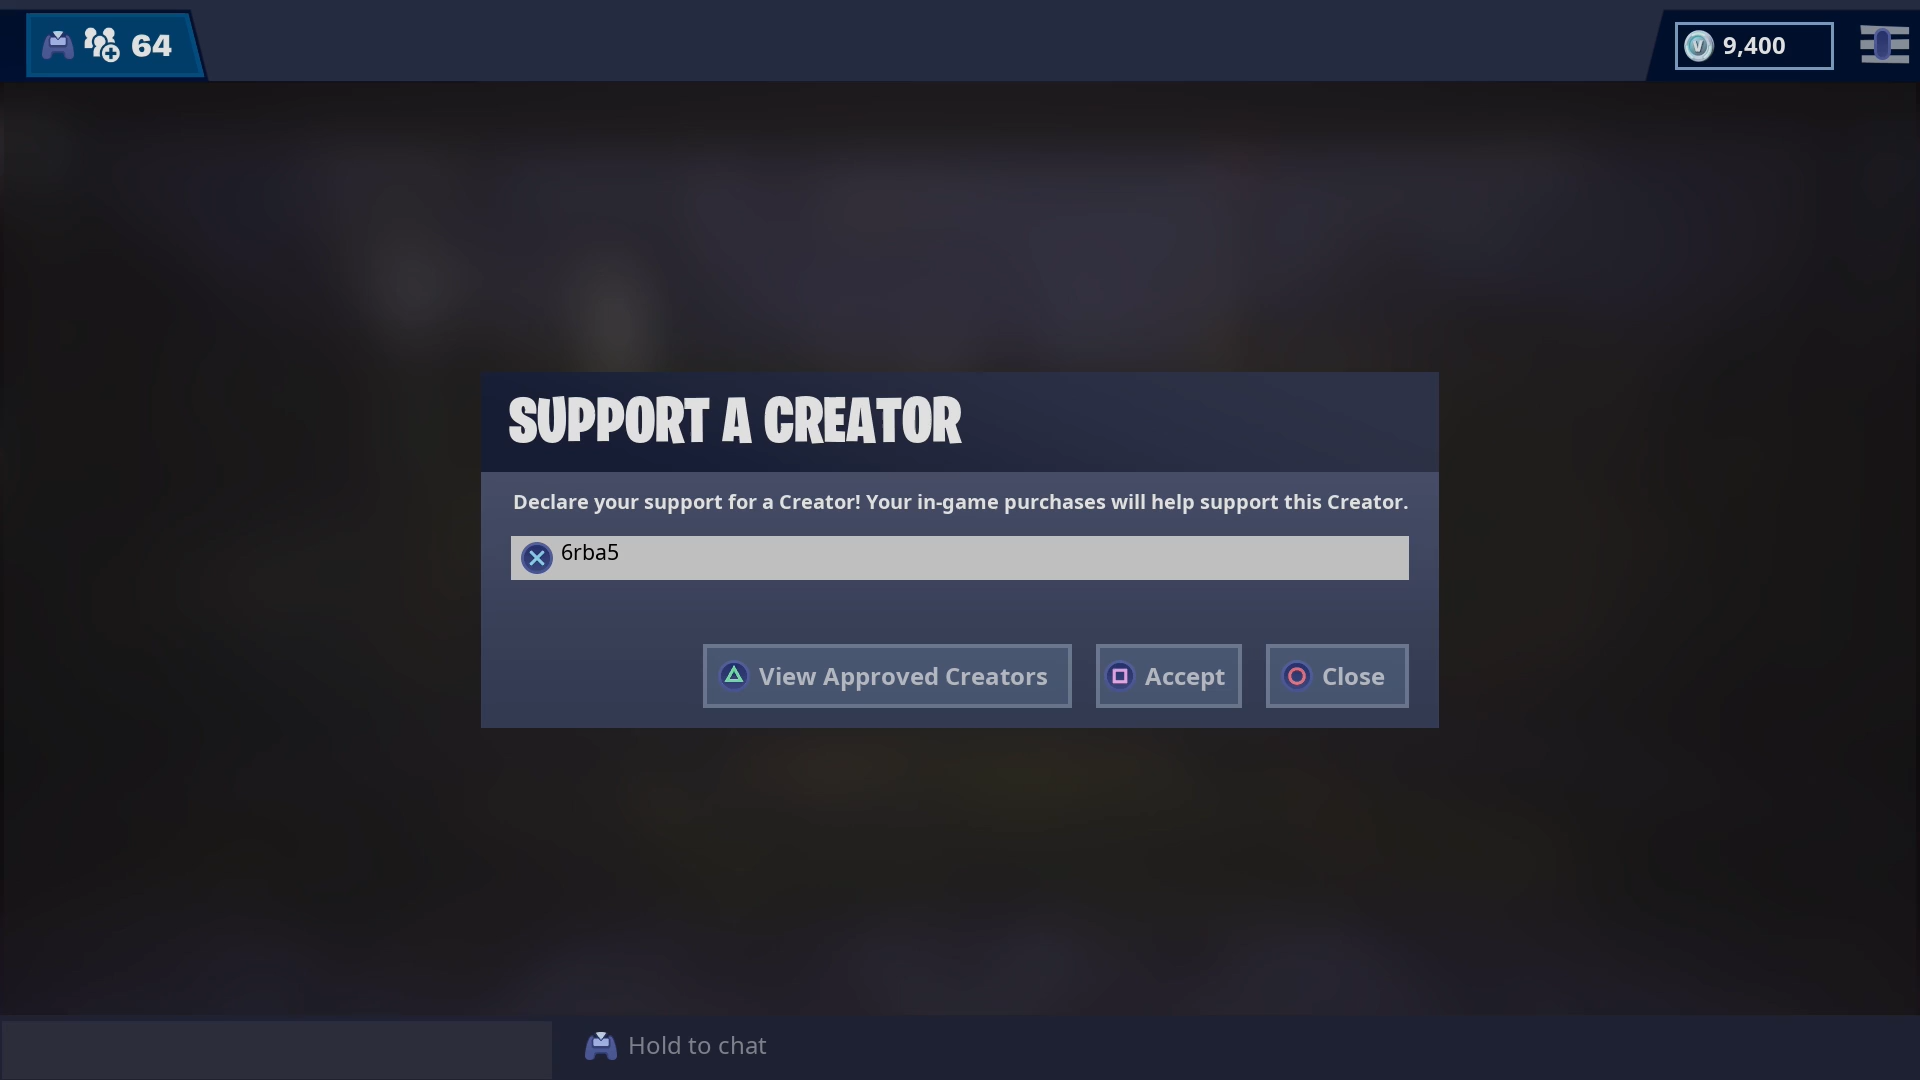 64
9,400
SUPPORT A CREATOR
Declare your support for a Creator! Your in-game purchases will help support this Creator.
6rba5
View Approved Creators
Accept
Close
Hold to chat